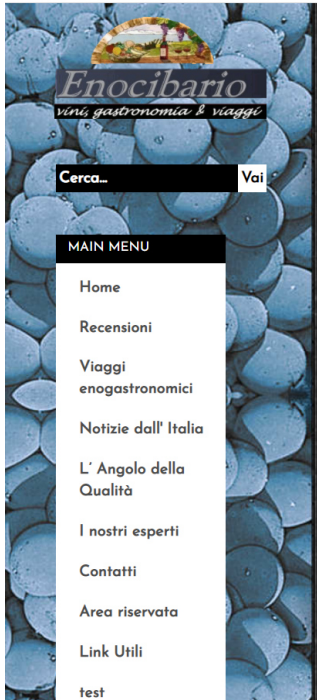 Enocibario
vini, gastronomia & viaggi
Cerca...
Vai
MAIN MENU
Home
Recensioni
Viaggi
enogastronomici
Notizie dall' Italia
L’ Angolo della
Qualità
I nostri esperti
Contatti
Area riservata
Link Utili
test